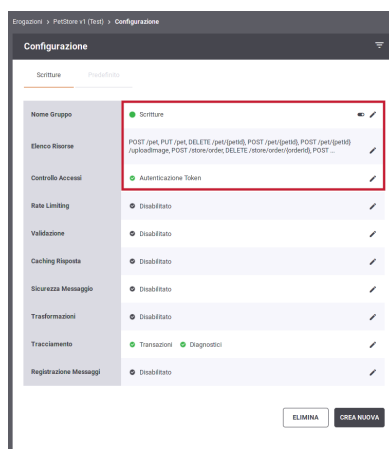 Erogazioni > PetStore v1 (Test) > Configurazione
Configurazione
Scritture Predefinito
Nome Gruppo Scritture
Elenco Risorse POST /pet, PUT /pet, DELETE /pet/{petId}, POST /pet/{petId}, POST /pet/{petId}
/uploadImage, POST /store/order, DELETE /store/order/{orderId}, POST ...
Controllo Accessi Autenticazione Token
Rate Limiting Disabilitato
Validazione Disabilitato
Caching Risposta Disabilitato
Sicurezza Messaggio Disabilitato
Trasformazioni Disabilitato
Tracciamento Transazioni Diagnostici
Registrazione Messaggi Disabilitato
ELIMINA CREA NUOVA